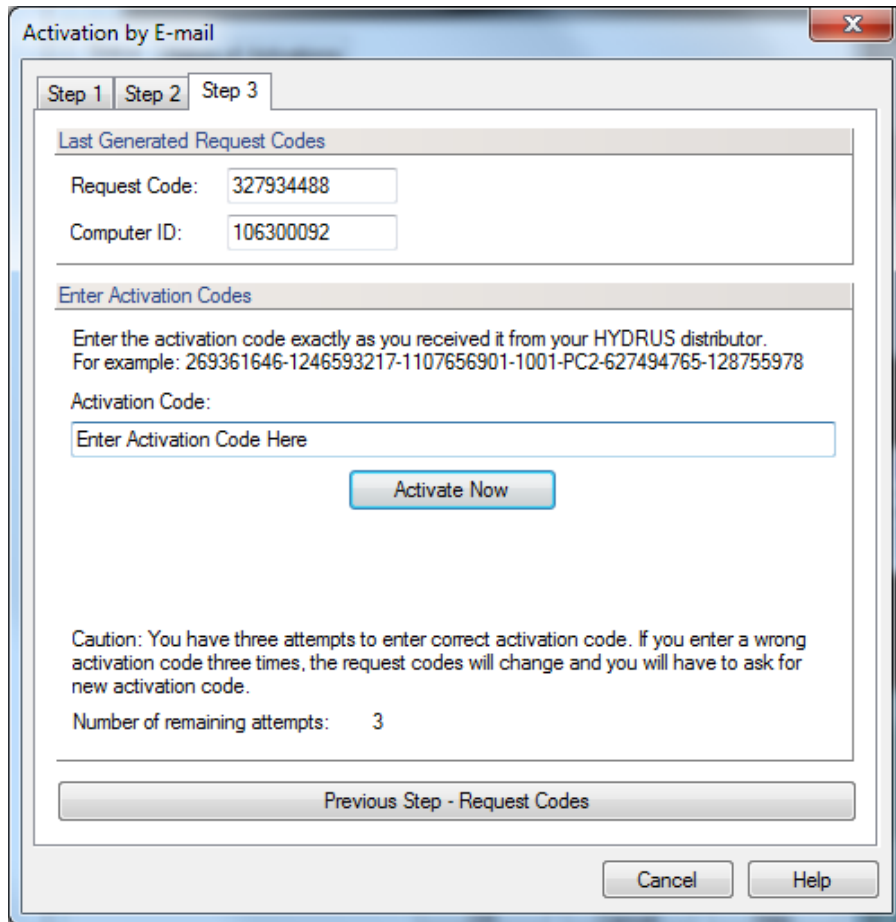 Activation by E-mail
Step 1 Step 2 Step 3
Last Generated Request Codes
Request Code: 327934488
Computer ID: 106300092
Enter Activation Codes
Enter the activation code exactly as you received it from your HYDRUS distributor.
For example: 269361646-1246593217-1107656901-1001-PC2-627494765-128755978
Activation Code:
Enter Activation Code Here
Activate Now
Caution: You have three attempts to enter correct activation code. If you enter a wrong
activation code three times, the request codes will change and you will have to ask for
new activation code.
Number of remaining attempts: 3
Previous Step - Request Codes
Cancel Help